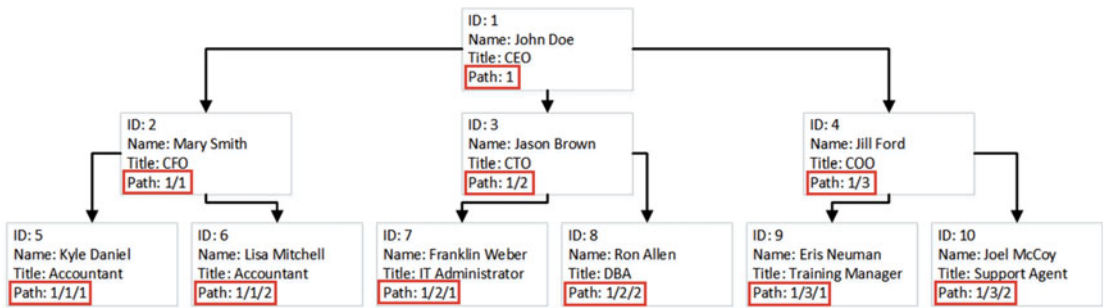 ID: 1
Name: John Doe
Title: CEO
Path: 1
ID: 2
Name: Mary Smith
Title: CFO
Path: 1/1
ID: 3
Name: Jason Brown
Title: CTO
Path: 1/2
ID: 4
Name: Jill Ford
Title: COO
Path: 1/3
ID: 5
Name: Kyle Daniel
Title: Accountant
Path: 1/1/1
ID: 6
Name: Lisa Mitchell
Title: Accountant
Path: 1/1/2
ID: 7
Name: Franklin Weber
Title: IT Administrator
Path: 1/2/1
ID: 8
Name: Ron Allen
Title: DBA
Path: 1/2/2
ID: 9
Name: Eris Neuman
Title: Training Manager
Path: 1/3/1
ID: 10
Name: Joel McCoy
Title: Support Agent
Path: 1/3/2